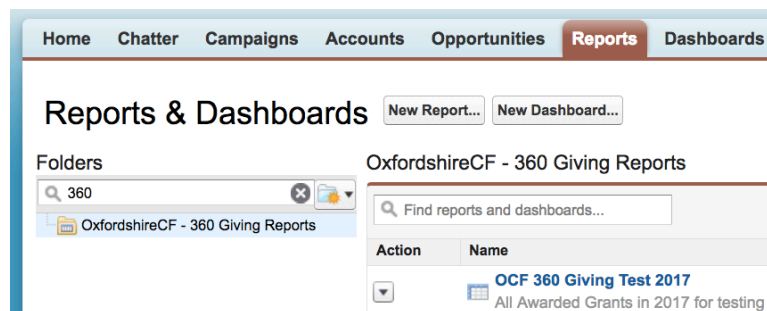 Home Chatter Campaigns Accounts Opportunities Reports Dashboards
Reports & Dashboards New Report... New Dashboard...
Folders
360
OxfordshireCF - 360 Giving Reports
OxfordshireCF - 360 Giving Reports
Find reports and dashboards...
Action Name
OCF 360 Giving Test 2017
All Awarded Grants in 2017 for testing